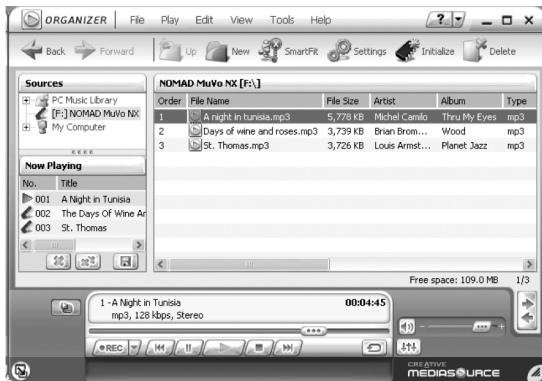 ORGANIZER File Play Edit View Tools Help ?
Back Forward Up New SmartFit Settings Initialize Delete
Sources
PC Music Library
[F:] NOMAD MuVo NX
My Computer
Now Playing
No. Title
001 A Night in Tunisia
002 The Days Of Wine Ar
003 St. Thomas
NOMAD MuVo NX [F:\]
Order File Name File Size Artist Album Type
1 A night in tunisia.mp3 5,778 KB Michel Camilo Thru My Eyes mp3
2 Days of wine and roses.mp3 3,739 KB Brian Brom... Wood mp3
3 St. Thomas.mp3 3,726 KB Louis Armst... Planet Jazz mp3
Free space: 109.0 MB 1/3
1 -A Night in Tunisia 00:04:45
mp3, 128 kbps, Stereo
REC
CREATIVE
MEDIASOURCE